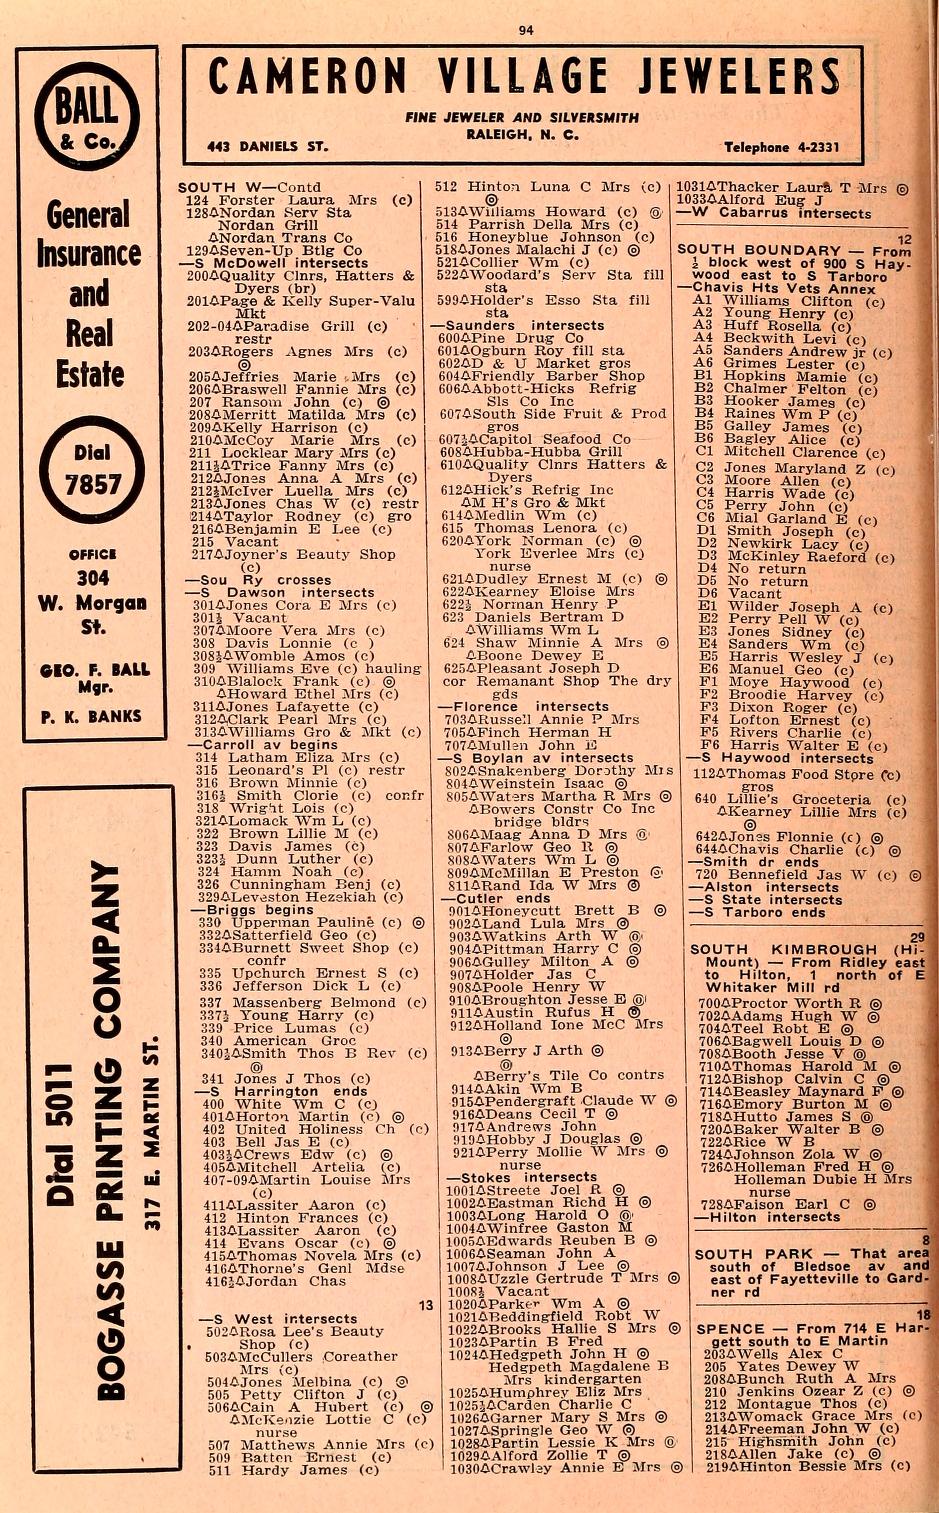 94
BALL
& Co.
General
Insurance
and
Real
Estate
Dial
7857
OFFICE
304
W. Morgan
St.
GEO. F. BALL
Mgr.
P. K. BANKS
Dial 5011
BOGASSE PRINTING COMPANY
317 E. MARTIN ST.
CAMERON VILLAGE JEWELERS
FINE JEWELER AND SILVERSMITH
RALEIGH, N. C.
443 DANIELS ST.
Telephone 4-2331
SOUTH W—Contd
124 Forster Laura Mrs (c)
128△Nordan Serv Sta
Nordan Grill
△Nordan Trans Co
129△Seven-Up Btlg Co
—S McDowell intersects
200△Quality Clnrs, Hatters &
Dyers (br)
201△Page & Kelly Super-Valu
Mkt
202-04△Paradise Grill (c)
restr
203△Rogers Agnes Mrs (c)
◎
205△Jeffries Marie Mrs (c)
206△Braswell Fannie Mrs (c)
207 Ransom John (c) ◎
208△Merritt Matilda Mrs (c)
209△Kelly Harrison (c)
210△McCoy Marie Mrs (c)
211 Locklear Mary Mrs (c)
211½△Trice Fanny Mrs (c)
212△Jones Anna A Mrs (c)
212½△McIver Luella Mrs (c)
213△Jones Chas W (c) restr
214△Taylor Rodney (c) gro
216△Benjamin E Lee (c)
215 Vacant
217△Joyner's Beauty Shop
(c)
—Sou Ry crosses
—S Dawson intersects
301△Jones Cora E Mrs (c)
301½ Vacant
307△Moore Vera Mrs (c)
308 Davis Lonnie (c )
308½△Womble Amos (c)
309 Williams Eve (c) hauling
310△Blalock Frank (c) ◎
△Howard Ethel Mrs (c)
311△Jones Lafayette (c)
312△Clark Pearl Mrs (c)
313△Williams Gro & Mkt (c)
—Carroll av begins
314 Latham Eliza Mrs (c)
315 Leonard's Pl (c) restr
316 Brown Minnie (c)
316½ Smith Clorie (c) confr
318 Wright Lois (c)
321△Lomack Wm L (c)
322 Brown Lillie M (c)
323 Davis James (c)
323½ Dunn Luther (c)
324 Hamm Noah (c)
326 Cunningham Benj (c)
329△Leveston Hezekiah (c)
—Briggs begins
330 Upperman Pauline (c) ◎
332△Satterfield Geo (c)
334△Burnett Sweet Shop (c)
confr
335 Upchurch Ernest S (c)
336 Jefferson Dick L (c)
337 Massenberg Belmond (c)
337½ Young Harry (c)
339 Price Lumas (c)
340 American Groc
340½△Smith Thos B Rev (c)
◎
341 Jones J Thos (c)
—S Harrington ends
400 White Wm C (c)
401△Horton Martin (c) ◎
402 United Holiness Ch (c)
403 Bell Jas E (c)
403½△Crews Edw (c) ◎
405△Mitchell Artelia (c)
407-09△Martin Louise Mrs
(c)
411△Lassiter Aaron (c)
412 Hinton Frances (c)
413△Lassiter Aaron (c)
414 Evans Oscar (c) ◎
415△Thomas Novela Mrs (c)
416△Thorne's Genl Mdse
416½△Jordan Chas
13
—S West intersects
502△Rosa Lee's Beauty
Shop (c)
503△McCullers Coreather
Mrs (c)
504△Jones Melbina (c) ◎
505 Petty Clifton J (c)
506△Cain A Hubert (c) ◎
△McKenzie Lottie C (c)
nurse
507 Matthews Annie Mrs (c)
509 Batten Ernest (c)
511 Hardy James (c)
512 Hinton Luna C Mrs (c)
◎
513△Williams Howard (c) ◎
514 Parrish Della Mrs (c)
516 Honeyblue Johnson (c)
518△Jones Malachi J (c) ◎
521△Collier Wm (c)
522△Woodard's Serv Sta fill
sta
599△Holder's Esso Sta fill
sta
—Saunders intersects
600△Pine Drug Co
601△Ogburn Roy fill sta
602△D & U Market gros
604△Friendly Barber Shop
606△Abbott-Hicks Refrig
Sls Co Inc
607△South Side Fruit & Prod
gros
607½△Capitol Seafood Co
608△Hubba-Hubba Grill
610△Quality Clnrs Hatters &
Dyers
612△Hick's Refrig Inc
△M H's Gro & Mkt
614△Medlin Wm (c)
615 Thomas Lenora (c)
620△York Norman (c) ◎
York Everlee Mrs (c)
nurse
621△Dudley Ernest M (c) ◎
622△Kearney Eloise Mrs
622½ Norman Henry P
623 Daniels Bertram D
△Williams Wm L
624 Shaw Minnie A Mrs ◎
△Boone Dewey E
625△Pleasant Joseph D
cor Remanant Shop The dry
gds
—Florence intersects
703△Russell Annie P Mrs
705△Finch Herman H
707△Mullen John E
—S Boylan av intersects
802△Snakenberg Dorothy Mrs
804△Weinstein Isaac ◎
805△Waters Martha R Mrs ◎
△Bowers Constr Co Inc
bridge bldrs
806△Maag Anna D Mrs ◎
807△Farlow Geo R ◎
808△Waters Wm L ◎
809△McMillan E Preston ◎
811△Rand Ida W Mrs ◎
—Cutler ends
901△Honeycutt Brett B ◎
902△Land Lula Mrs ◎
903△Watkins Arth W ◎
904△Pittman Harry C ◎
906△Gulley Milton A ◎
907△Holder Jas C
908△Poole Henry W
910△Broughton Jesse E ◎
911△Austin Rufus H ◎
912△Holland Ione McC Mrs
◎
913△Berry J Arth ◎
◎
△Berry's Tile Co contrs
914△Akin Wm B
915△Pendergraft Claude W ◎
916△Deans Cecil T ◎
917△Andrews John
919△Hobby J Douglas ◎
921△Perry Mollie W Mrs ◎
nurse
—Stokes intersects
1001△Streete Joel R ◎
1002△Eastman Richd H ◎
1003△Long Harold O ◎
1004△Winfree Gaston M
1005△Edwards Reuben B ◎
1006△Seaman John A
1007△Johnson J Lee ◎
1008△Uzzle Gertrude T Mrs ◎
1008½ Vacant
1020△Parker Wm A ◎
1021△Beddingfield Robt W
1022△Brooks Hallie S Mrs ◎
1023△Partin B Fred
1024△Hedgpeth John H ◎
Hedgpeth Magdalene B
Mrs kindergarten
1025△Humphrey Eliz Mrs
1025½△Carden Charlie C
1026△Garner Mary S Mrs ◎
1027△Springle Geo W ◎
1028△Partin Lessie K Mrs ◎
1029△Alford Zollie T ◎
1030△Crawley Annie E Mrs ◎
1031△Thacker Laura T Mrs ◎
1033△Alford Eug J
—W Cabarrus intersects
12
SOUTH BOUNDARY — From
½ block west of 900 S Hay-
wood east to S Tarboro
—Chavis Hts Vets Annex
A1 Williams Clifton (c)
A2 Young Henry (c)
A3 Huff Rosella (c)
A4 Beckwith Levi (c)
A5 Sanders Andrew jr (c)
A6 Grimes Lester (c)
B1 Hopkins Mamie (c)
B2 Chalmer Felton (c)
B3 Hooker James (c)
B4 Raines Wm P (c)
B5 Galley James (c)
B6 Bagley Alice (c)
C1 Mitchell Clarence (c)
C2 Jones Maryland Z (c)
C3 Moore Allen (c)
C4 Harris Wade (c)
C5 Perry John (c)
C6 Mial Garland E (c)
D1 Smith Joseph (c)
D2 Newkirk Lacy (c)
D3 McKinley Raeford (c)
D4 No return
D5 No return
D6 Vacant
E1 Wilder Joseph A (c)
E2 Perry Pell W (c)
E3 Jones Sidney (c)
E4 Sanders Wm (c)
E5 Harris Wesley J (c)
E6 Manuel Geo (c)
F1 Moye Haywood (c)
F2 Broodie Harvey (c)
F3 Dixon Roger (c)
F4 Lofton Ernest (c)
F5 Rivers Charlie (c)
F6 Harris Walter E (c)
—S Haywood intersects
112△Thomas Food Store (c)
gros
640 Lillie's Groceteria (c)
△Kearney Lillie Mrs (c)
◎
642△Jones Flonnie (c) ◎
644△Chavis Charlie (c) ◎
—Smith dr ends
720 Bennefield Jas W (c) ◎
—Alston intersects
—S State intersects
—S Tarboro ends
29
SOUTH KIMBROUGH (Hi-
Mount) — From Ridley east
to Hilton, 1 north of E
Whitaker Mill rd
700△Proctor Worth R ◎
702△Adams Hugh W ◎
704△Teel Robt E ◎
706△Bagwell Louis D ◎
708△Booth Jesse V ◎
710△Thomas Harold M ◎
712△Bishop Calvin C ◎
714△Beasley Maynard F ◎
716△Emory Burton M ◎
718△Hutto James S ◎
720△Baker Walter B ◎
722△Rice W B
724△Johnson Zola W ◎
726△Holleman Fred H ◎
Holleman Dubie H Mrs
nurse
728△Faison Earl C ◎
—Hilton intersects
8
SOUTH PARK — That area
south of Bledsoe av and
east of Fayetteville to Gard-
ner rd
18
SPENCE — From 714 E Har-
gett south to E Martin
203△Wells Alex C
205 Yates Dewey W
208△Bunch Ruth A Mrs
210 Jenkins Ozear Z (c) ◎
212 Montague Thos (c)
213△Womack Grace Mrs (c)
214△Freeman John W (c)
215 Highsmith John (c)
218△Allen Jake (c) ◎
219△Hinton Bessie Mrs (c)